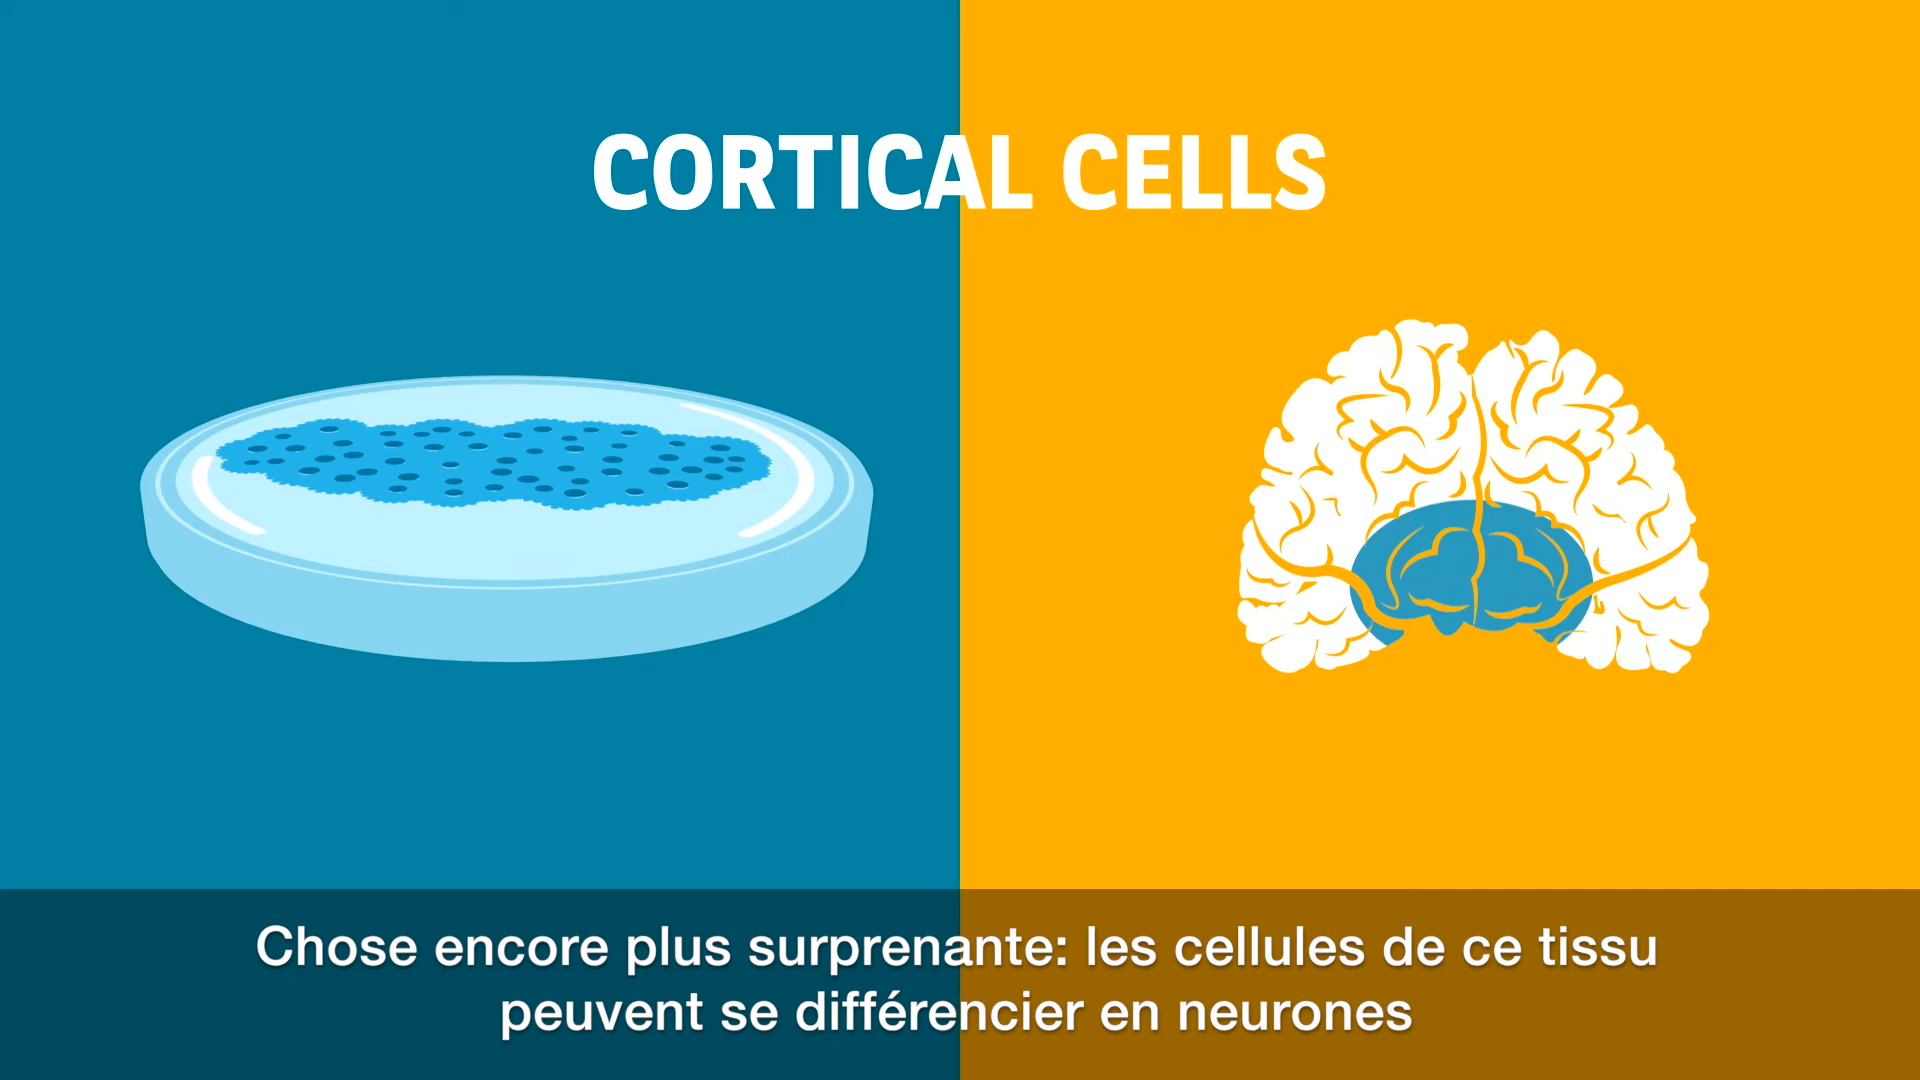 CORTICAL CELLS
Chose encore plus surprenante: les cellules de ce tissu
peuvent se différencier en neurones